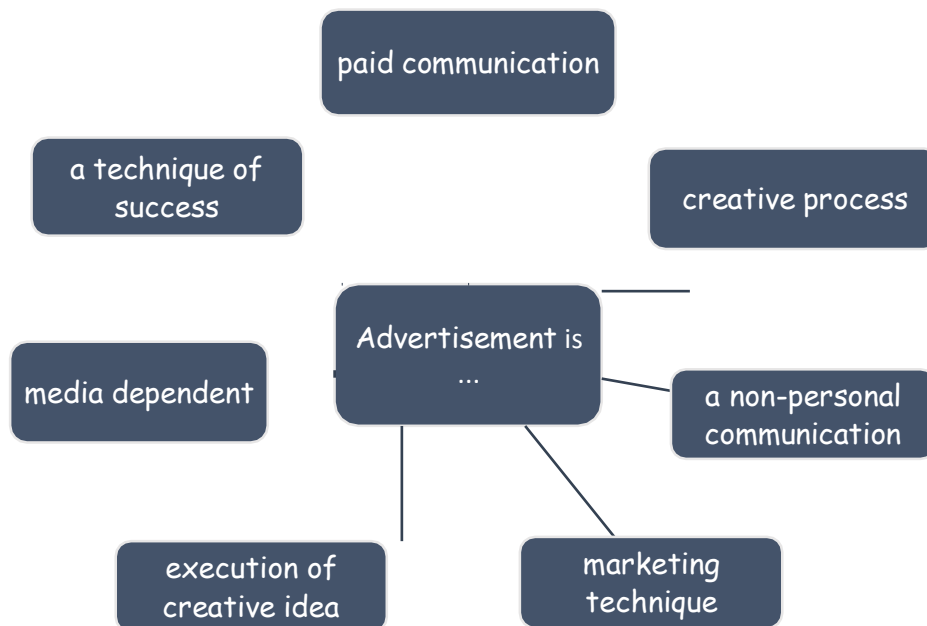 paid communication
a technique of
success
creative process
Advertisement is
...
media dependent
a non-personal
communication
execution of
creative idea
marketing
technique